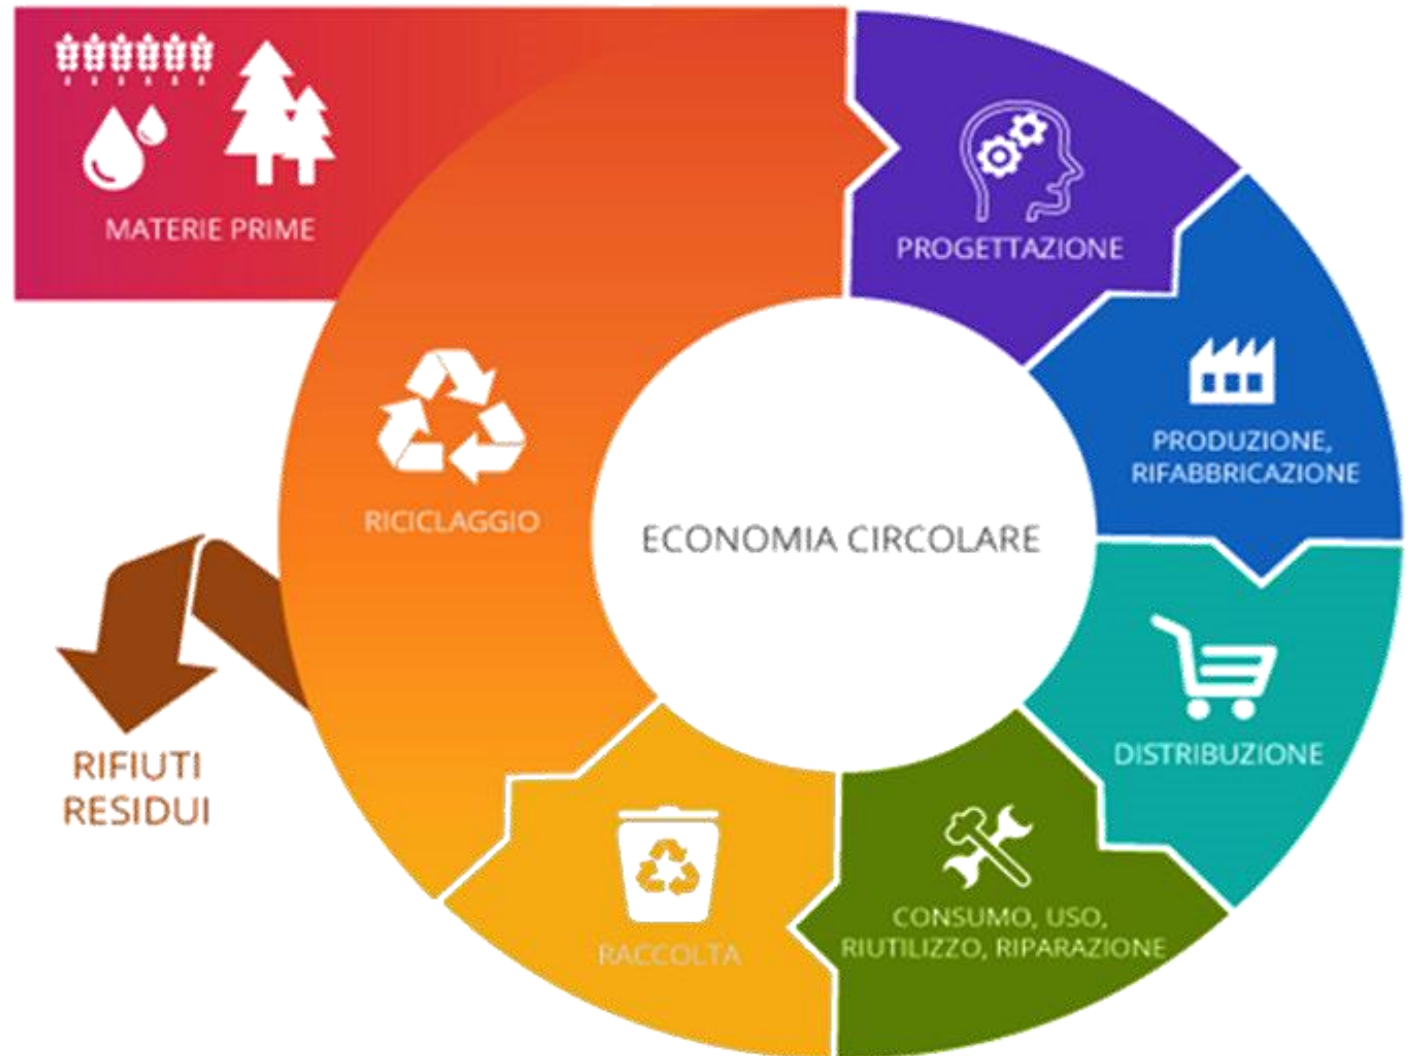 MATERIE PRIME
PROGETTAZIONE
PRODUZIONE,
RIFABBRICAZIONE
DISTRIBUZIONE
CONSUMO, USO,
RIUTILIZZO, RIPARAZIONE
RACCOLTA
RICICLAGGIO
RIFIUTI
RESIDUI
ECONOMIA CIRCOLARE